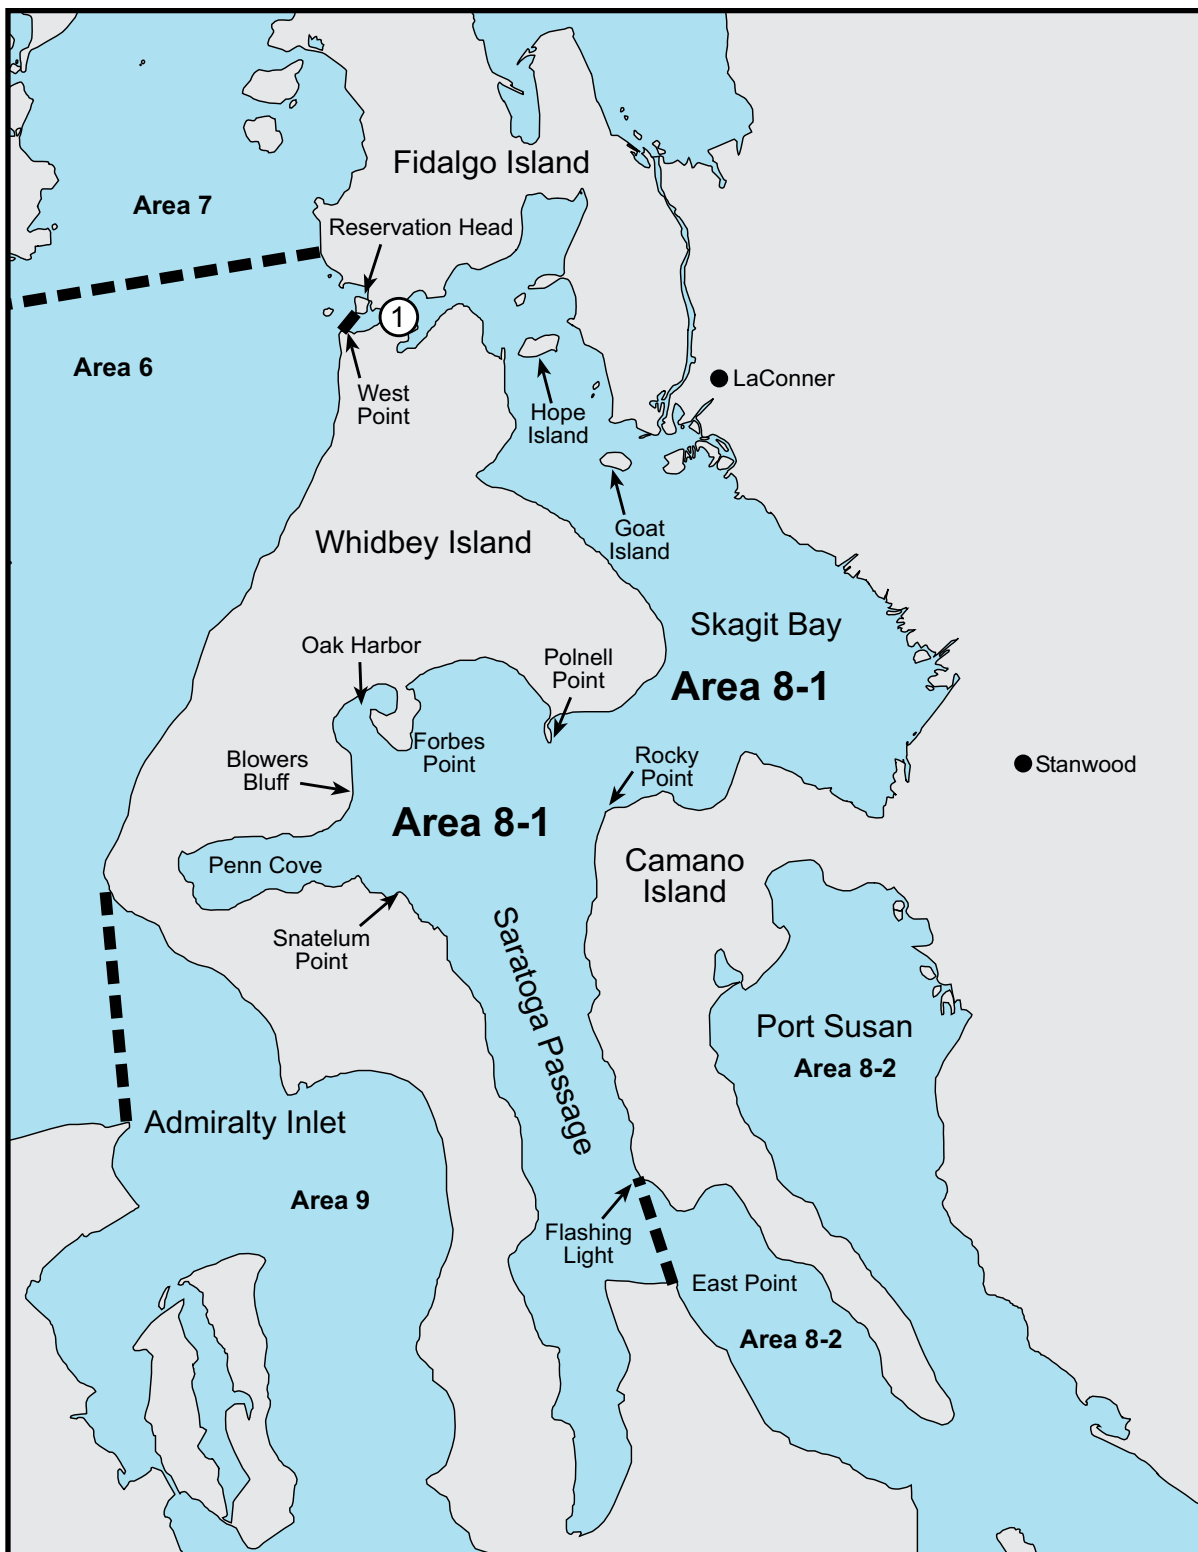 Fidalgo Island
Area 7
Reservation Head
1
Area 6
LaConner
West
Point
Hope
Island
Goat
Island
Whidbey Island
Skagit Bay
Area 8-1
Oak Harbor
Polnell
Point
Forbes
Point
Blowers
Bluff
Rocky
Point
Stanwood
Area 8-1
Penn Cove
Camano
Island
Snatelum
Point
Saratoga Passage
Port Susan
Area 8-2
Admiralty Inlet
Area 9
Flashing
Light
East Point
Area 8-2